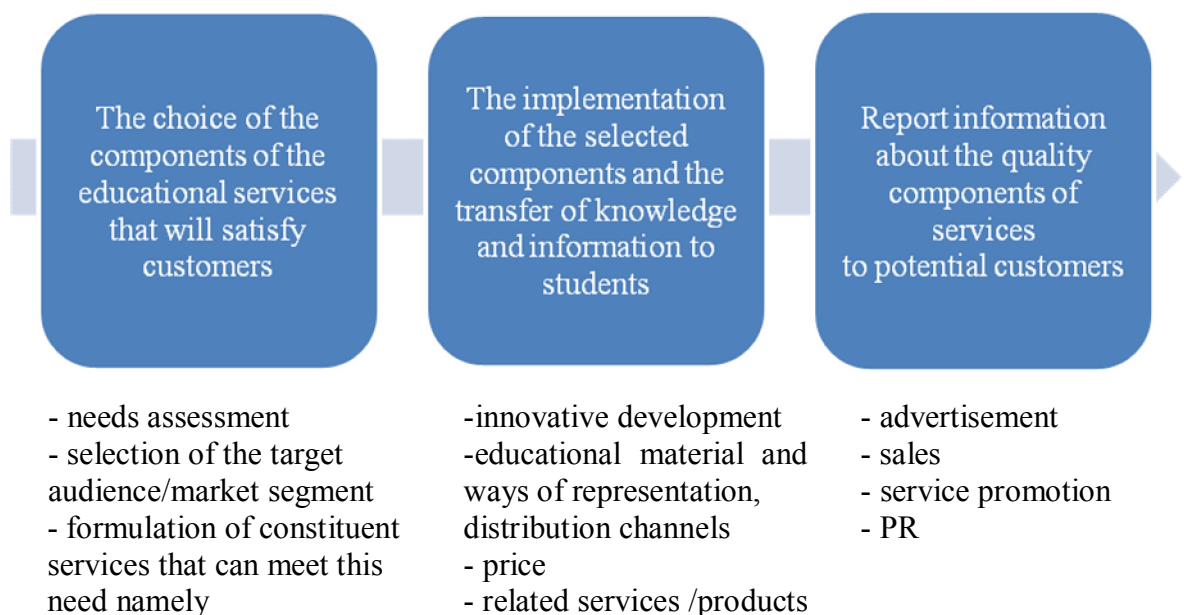 The choice of the
components of the
educational services
that will satisfy
customers
The implementation
of the selected
components and the
transfer of knowledge
and information to
students
Report information
about the quality
components of
services
to potential customers
- needs assessment
- selection of the target
audience/market segment
- formulation of constituent
services that can meet this
need namely
-innovative development
-educational material and
ways of representation,
distribution channels
- price
- related services /products
- advertisement
- sales
- service promotion
- PR